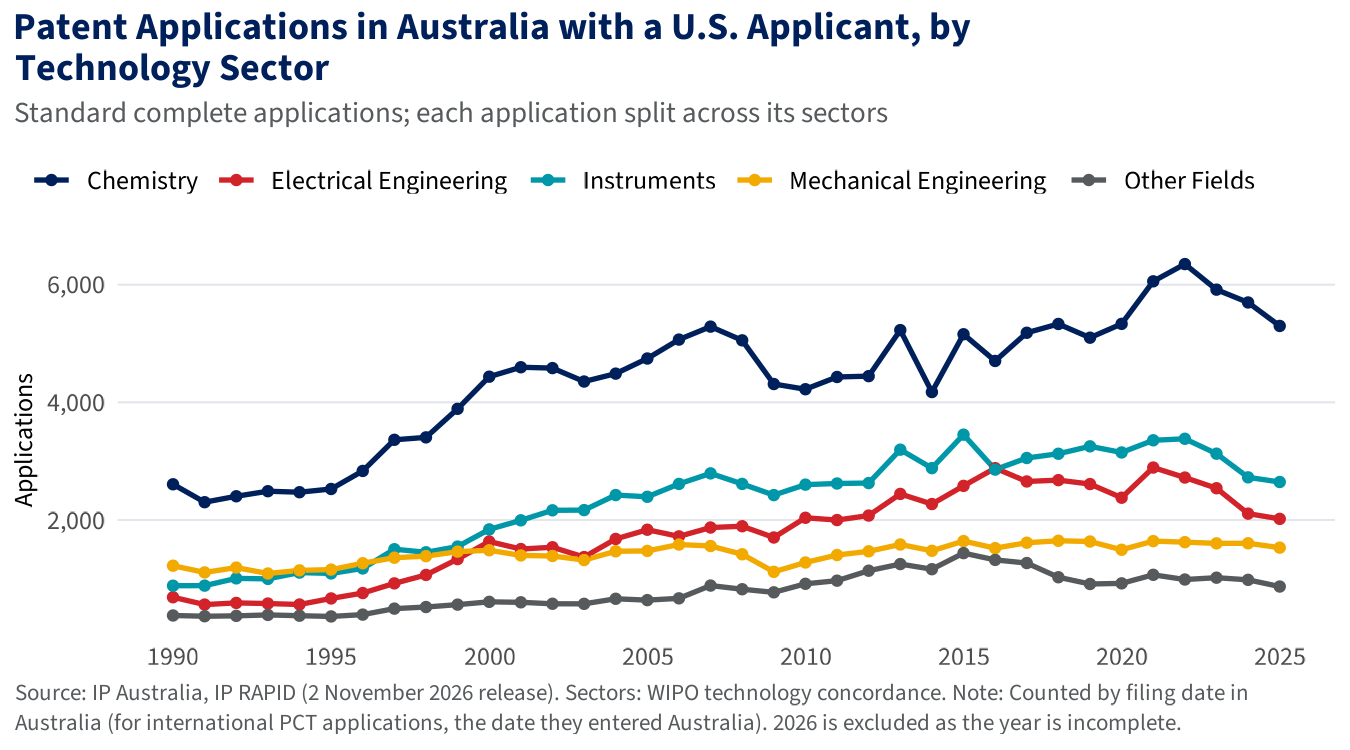 Patent Applications in Australia with a U.S. Applicant, by
Technology Sector
Standard complete applications; each application split across its sectors
Chemistry Electrical Engineering Instruments Mechanical Engineering Other Fields
6,000
4,000
2,000
Applications
1990 1995 2000 2005 2010 2015 2020 2025
Source: IP Australia, IP RAPID (2 November 2026 release). Sectors: WIPO technology concordance. Note: Counted by filing date in
Australia (for international PCT applications, the date they entered Australia). 2026 is excluded as the year is incomplete.